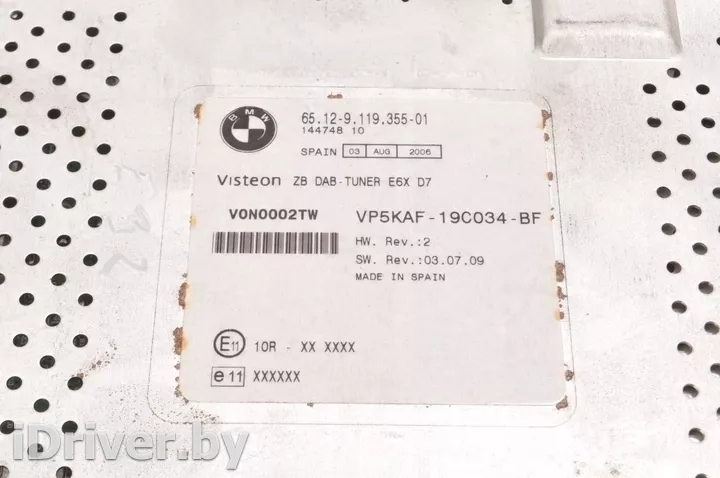 BMW
65.12-9.119.355-01
144748 10
SPAIN 03 AUG 2006
Visteon ZB DAB-TUNER E6X D7
V0N0002TW
VP5KAF-19C034-BF
HW. Rev.:2
SW. Rev.:03.07.09
MADE IN SPAIN
E11 10R - XX XXXX
e11 XXXXXX
iDriver.by